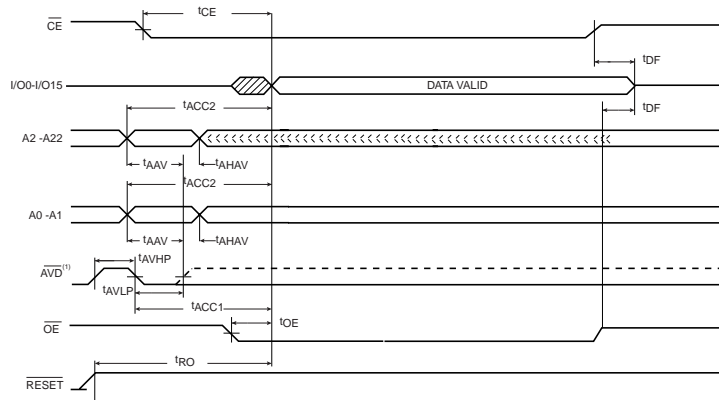 tCE
CE
tDF
I/O0-I/O15
DATA VALID
tACC2
tDF
A2 -A22
tAAV
tAHAV
tACC2
A0 -A1
tAAV
tAHAV
tAVHP
AVD(1)
tAVLP
tACC1
tOE
OE
tRO
RESET